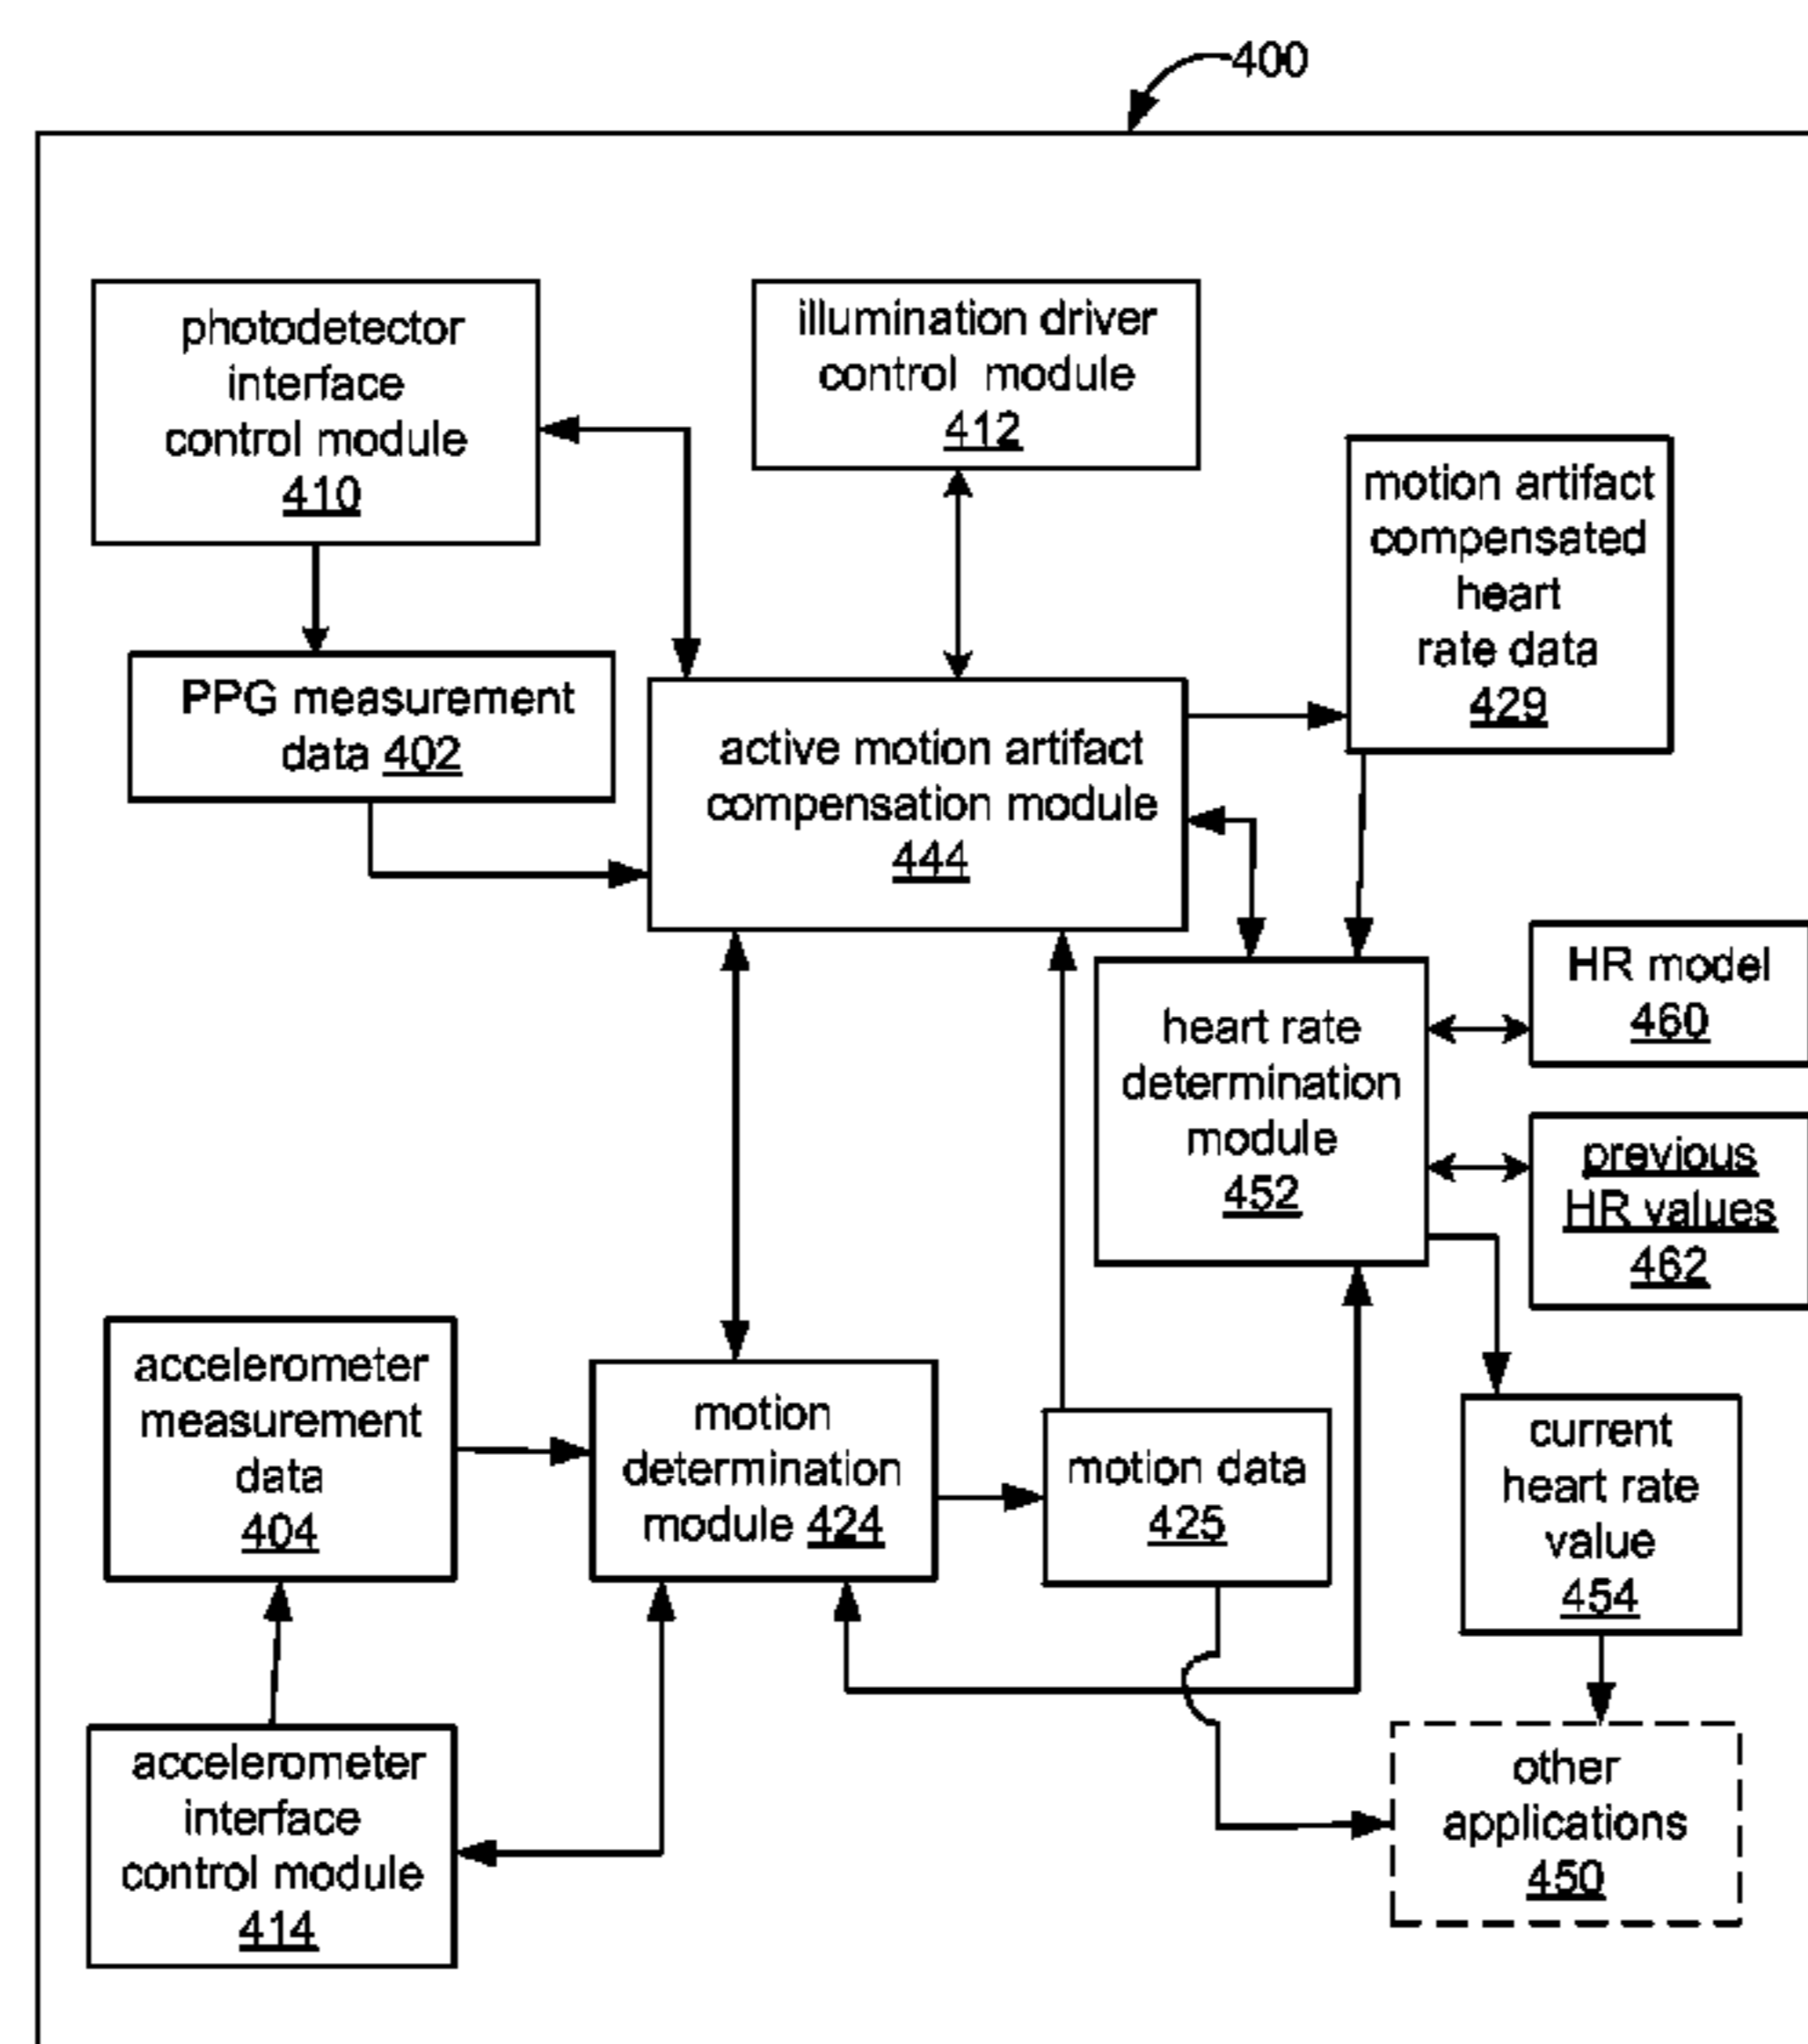 400
photodetector
interface
control module
410
illumination driver
control module
412
motion artifact
compensated
heart
rate data
429
PPG measurement
data 402
active motion artifact
compensation module
444
heart rate
determination
module
452
HR model
460
previous
HR values
462
accelerometer
measurement
data
404
motion
determination
module 424
motion data
425
current
heart rate
value
454
accelerometer
interface
control module
414
other
applications
450